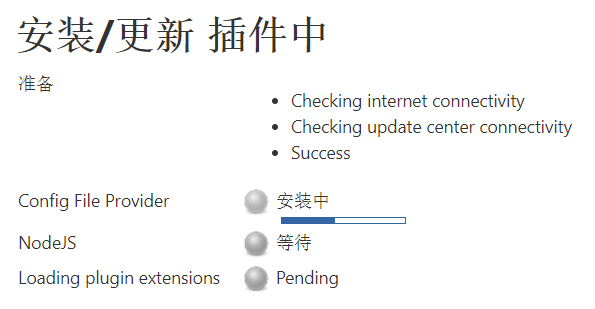 安装/更新 插件中
准备
Checking internet connectivity
Checking update center connectivity
Success
Config File Provider 安装中
NodeJS 等待
Loading plugin extensions Pending